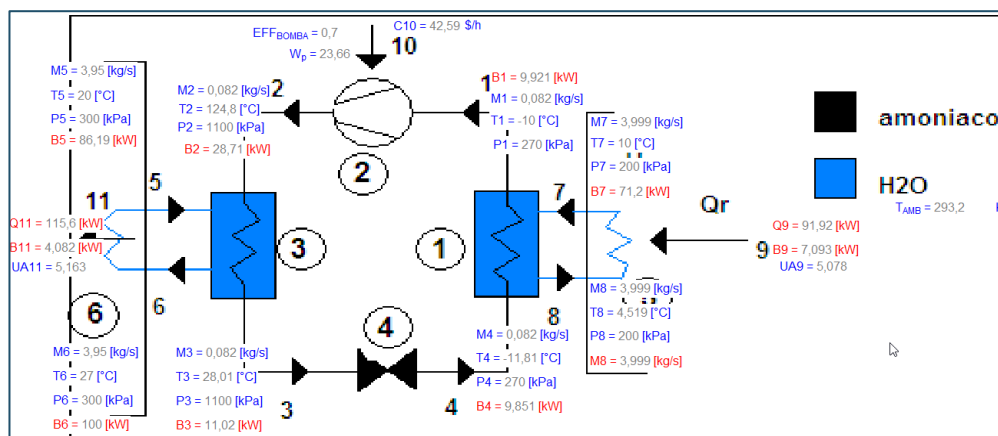 EFF_BOMBA = 0,7
W_p = 23,66
C10 = 42,59 $/h
10
M5 = 3,95 [kg/s]
T5 = 20 [°C]
P5 = 300 [kPa]
B5 = 86,19 [kW]
2
M2 = 0,082 [kg/s]
T2 = 124,8 [°C]
P2 = 1100 [kPa]
B2 = 28,71 [kW]
2
1
B1 = 9,921 [kW]
M1 = 0,082 [kg/s]
T1 = -10 [°C]
P1 = 270 [kPa]
M7 = 3,999 [kg/s]
T7 = 10 [°C]
P7 = 200 [kPa]
B7 = 71,2 [kW]
amoniaco
H2O
T_AMB = 293,2
5
11
Q11 = 115,6 [kW]
B11 = 4,082 [kW]
UA11 = 5,163
3
1
7
Qr
Q9 = 91,92 [kW]
B9 = 7,093 [kW]
UA9 = 5,078
9
6
6
8
4
M6 = 3,95 [kg/s]
T6 = 27 [°C]
P6 = 300 [kPa]
B6 = 100 [kW]
M3 = 0,082 [kg/s]
T3 = 28,01 [°C]
P3 = 1100 [kPa]
B3 = 11,02 [kW]
3
4
M4 = 0,082 [kg/s]
T4 = -11,81 [°C]
P4 = 270 [kPa]
B4 = 9,851 [kW]
M8 = 3,999 [kg/s]
T8 = 4,519 [°C]
P8 = 200 [kPa]
M8 = 3,999 [kg/s]